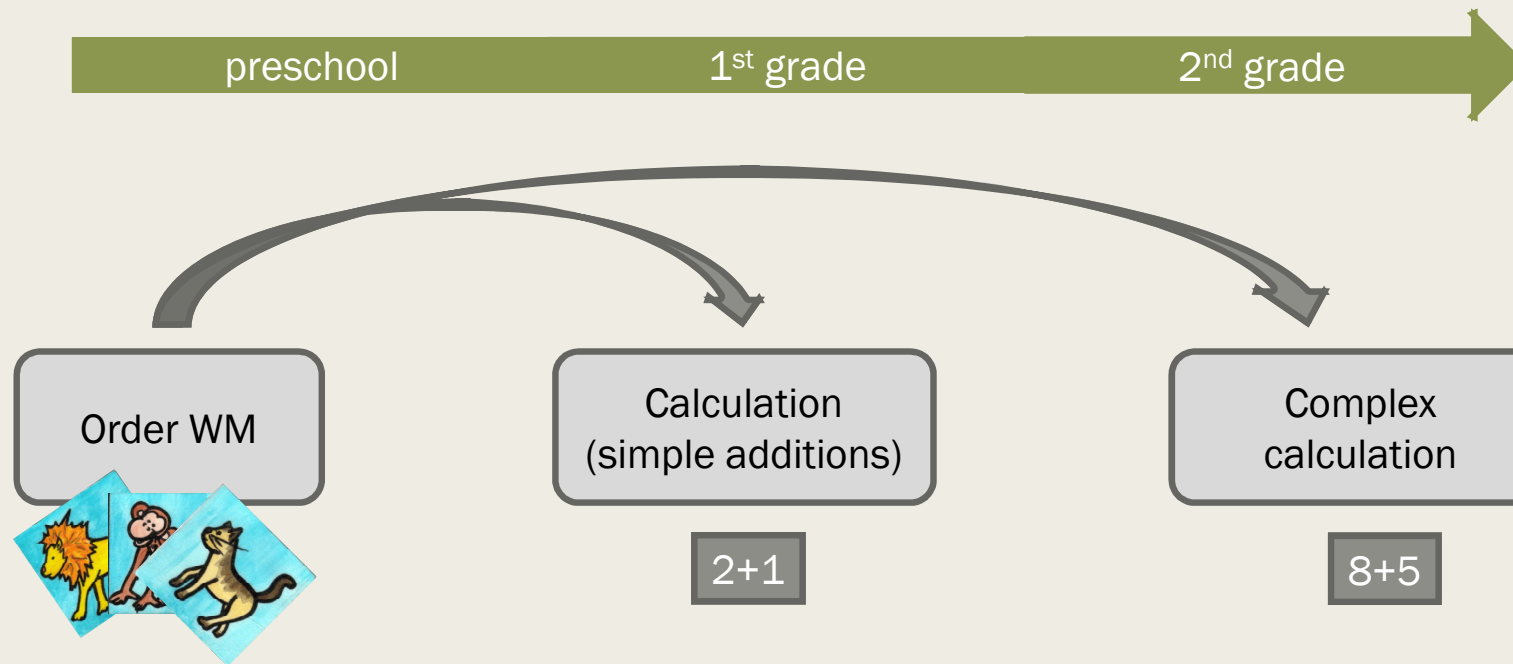 preschool
1st grade
2nd grade
Order WM
Calculation
(simple additions)
Complex
calculation
2+1
8+5